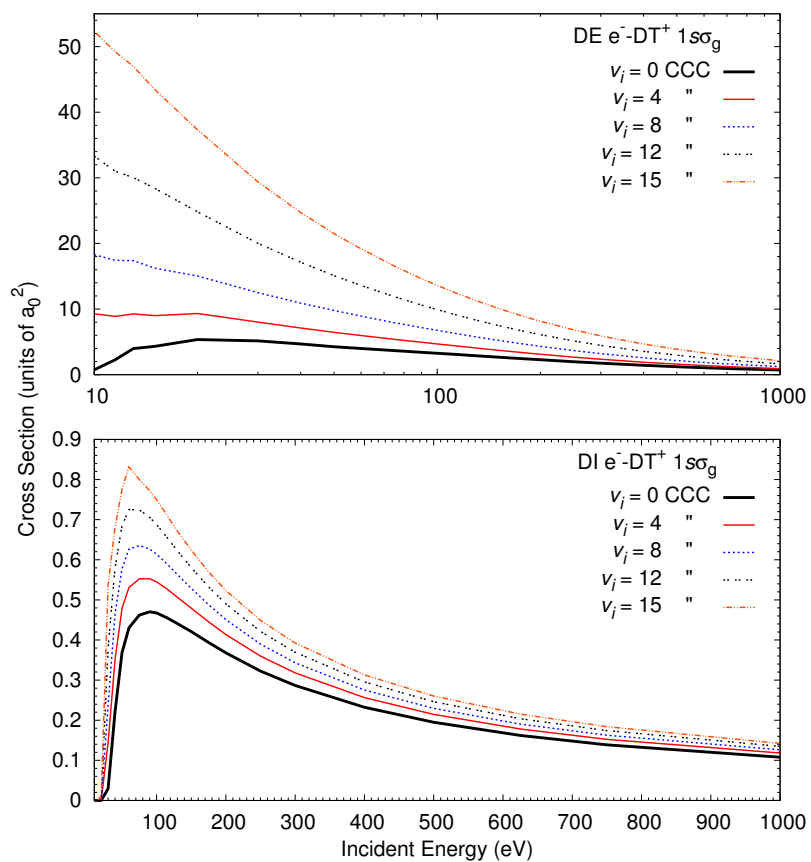 Cross Section (units of a₀²)
50
40
30
20
10
0
10
100
1000
DE e⁻-DT⁺ 1sσg
vᵢ = 0 CCC
vᵢ = 4 "
vᵢ = 8 "
vᵢ = 12 "
vᵢ = 15 "
0.9
0.8
0.7
0.6
0.5
0.4
0.3
0.2
0.1
0
100 200 300 400 500 600 700 800 900 1000
DI e⁻-DT⁺ 1sσg
vᵢ = 0 CCC
vᵢ = 4 "
vᵢ = 8 "
vᵢ = 12 "
vᵢ = 15 "
Incident Energy (eV)